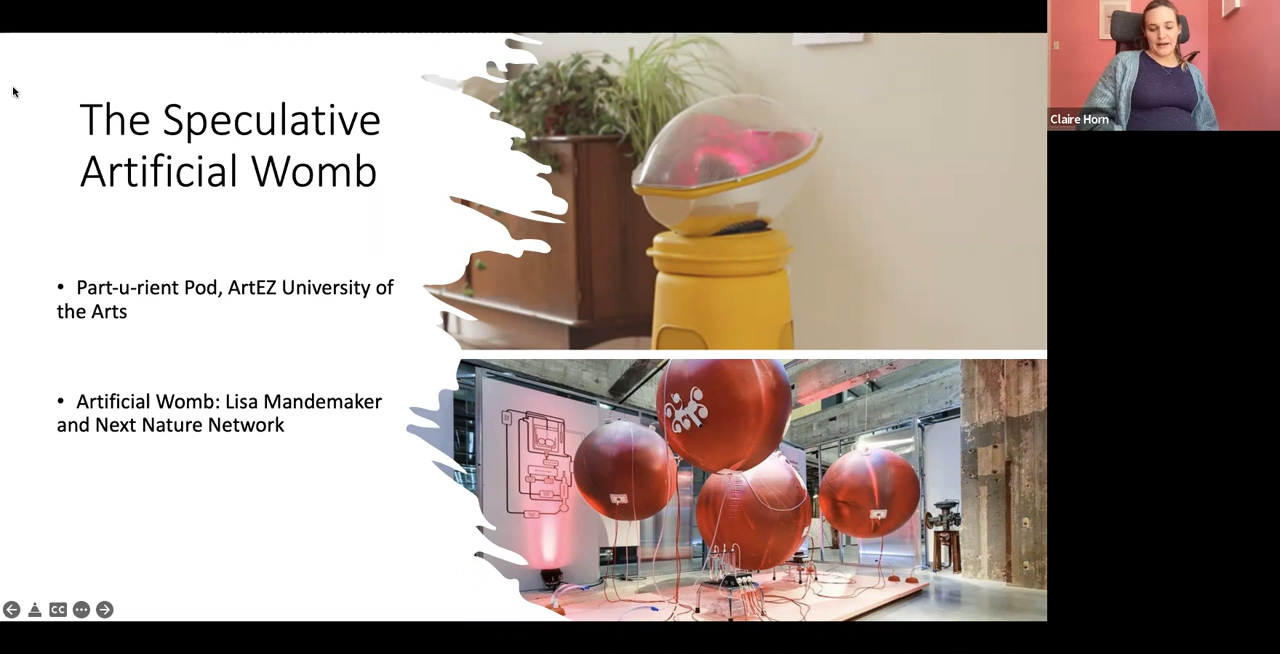 The Speculative
Artificial Womb
• Part-u-rient Pod, ArtEZ University of
the Arts
• Artificial Womb: Lisa Mandemaker
and Next Nature Network
CC
Claire Horn